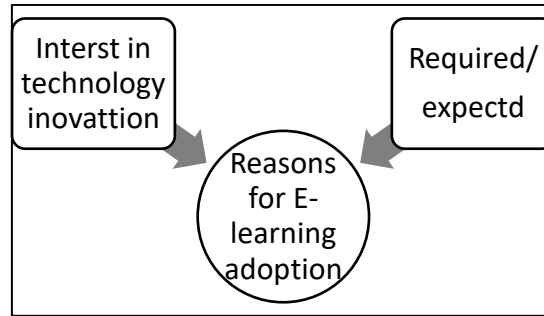 Interst in
technology
inovattion
Required/
expectd
Reasons
for E-
learning
adoption